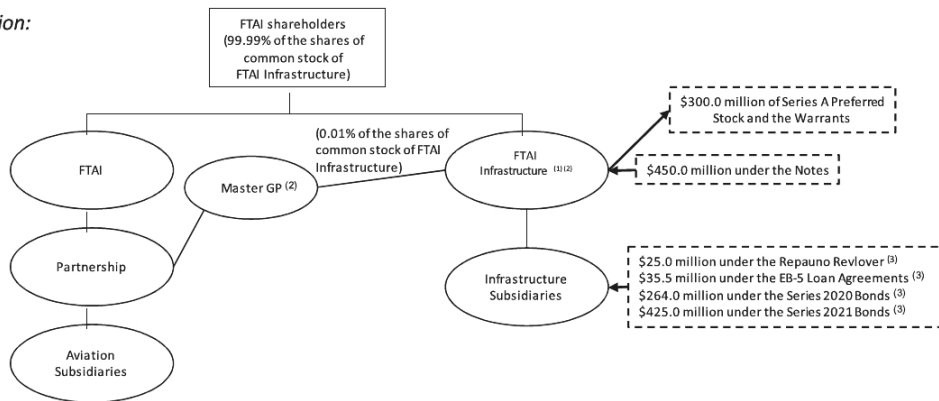 ion:
FTAI shareholders
(99.99% of the shares of
common stock of
FTAI Infrastructure)
$300.0 million of Series A Preferred
Stock and the Warrants
(0.01% of the shares of
common stock of FTAI
Infrastructure)
FTAI
Master GP (2)
FTAI
Infrastructure (1) (2)
$450.0 million under the Notes
Partnership
Infrastructure
Subsidiaries
$25.0 million under the Repauno Revlover (3)
$35.5 million under the EB-5 Loan Agreements (3)
$264.0 million under the Series 2020 Bonds (3)
$425.0 million under the Series 2021 Bonds (3)
Aviation
Subsidiaries